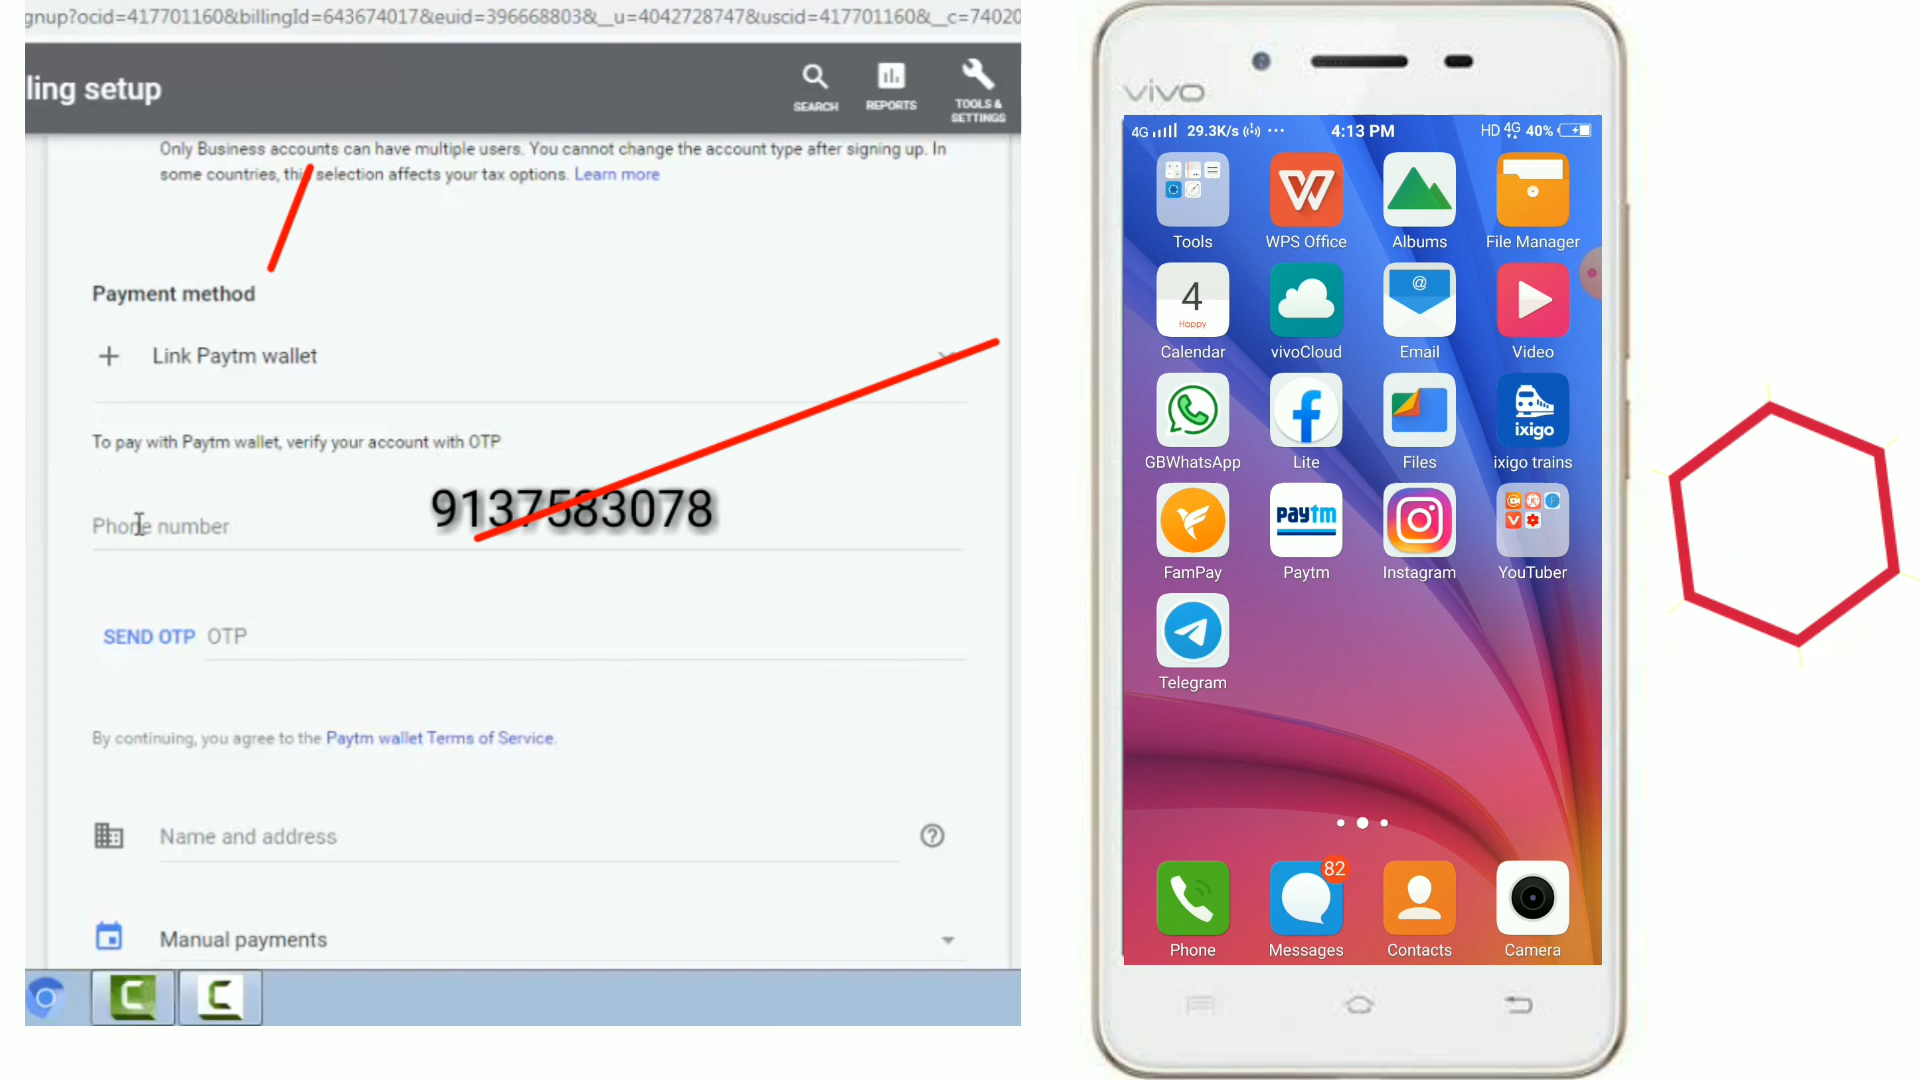 gnup?ocid=417701160&billingId=643674017&euid=396668803&__u=4042728747&uscid=417701160&__c=74020
ling setup
SEARCH
REPORTS
TOOLS &
SETTINGS
Only Business accounts can have multiple users. You cannot change the account type after signing up. In
some countries, this selection affects your tax options. Learn more
Payment method
Link Paytm wallet
To pay with Paytm wallet, verify your account with OTP
Phone number
9137583078
SEND OTP
OTP
By continuing, you agree to the Paytm wallet Terms of Service.
Name and address
Manual payments
vivo
4G 29.3K/s ··· 4:13 PM HD 4G 40%
Tools
WPS Office
Albums
File Manager
4
Happy
@
Calendar
vivoCloud
Email
Video
ixigo
GBWhatsApp
Lite
Files
ixigo trains
paytm
FamPay
Paytm
Instagram
YouTuber
Telegram
82
Phone
Messages
Contacts
Camera